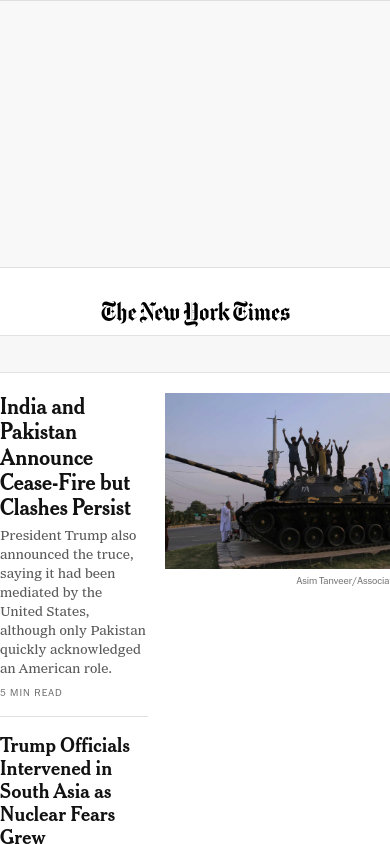 The New York Times
India and
Pakistan
Announce
Cease-Fire but
Clashes Persist
President Trump also
announced the truce,
saying it had been
mediated by the
United States,
although only Pakistan
quickly acknowledged
an American role.
5 MIN READ
Asim Tanveer/Associa
Trump Officials
Intervened in
South Asia as
Nuclear Fears
Grew